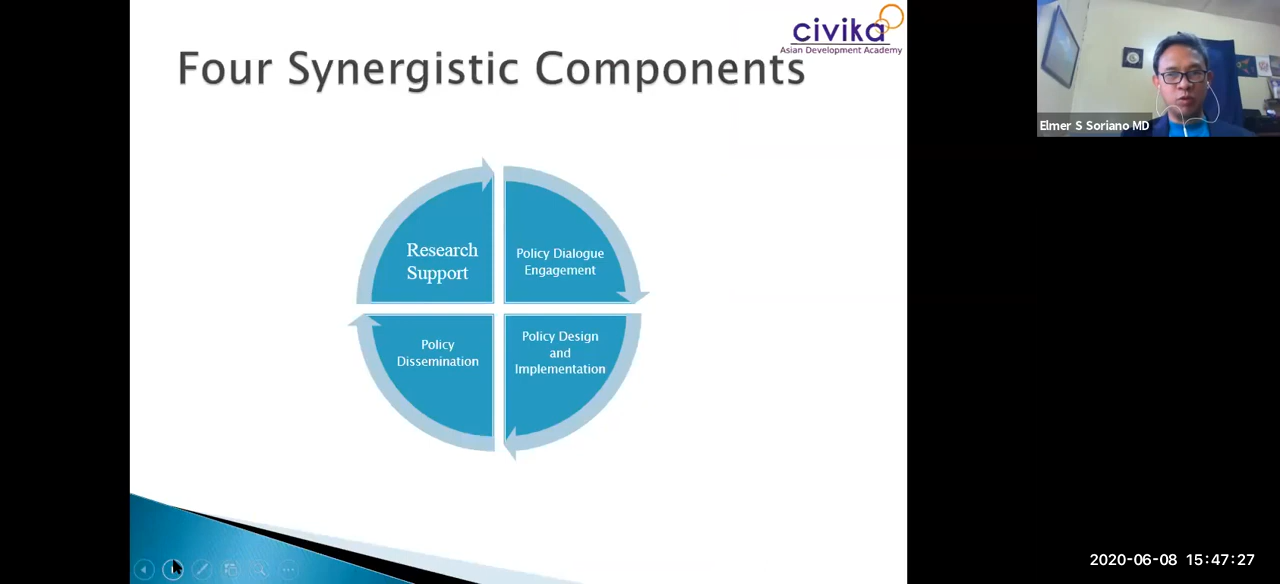 civika
Asian Development Academy
Four Synergistic Components
Elmer S Soriano MD
Research
Support
Policy Dialogue
Engagement
Policy
Dissemination
Policy Design
and
Implementation
2020-06-08 15:47:27